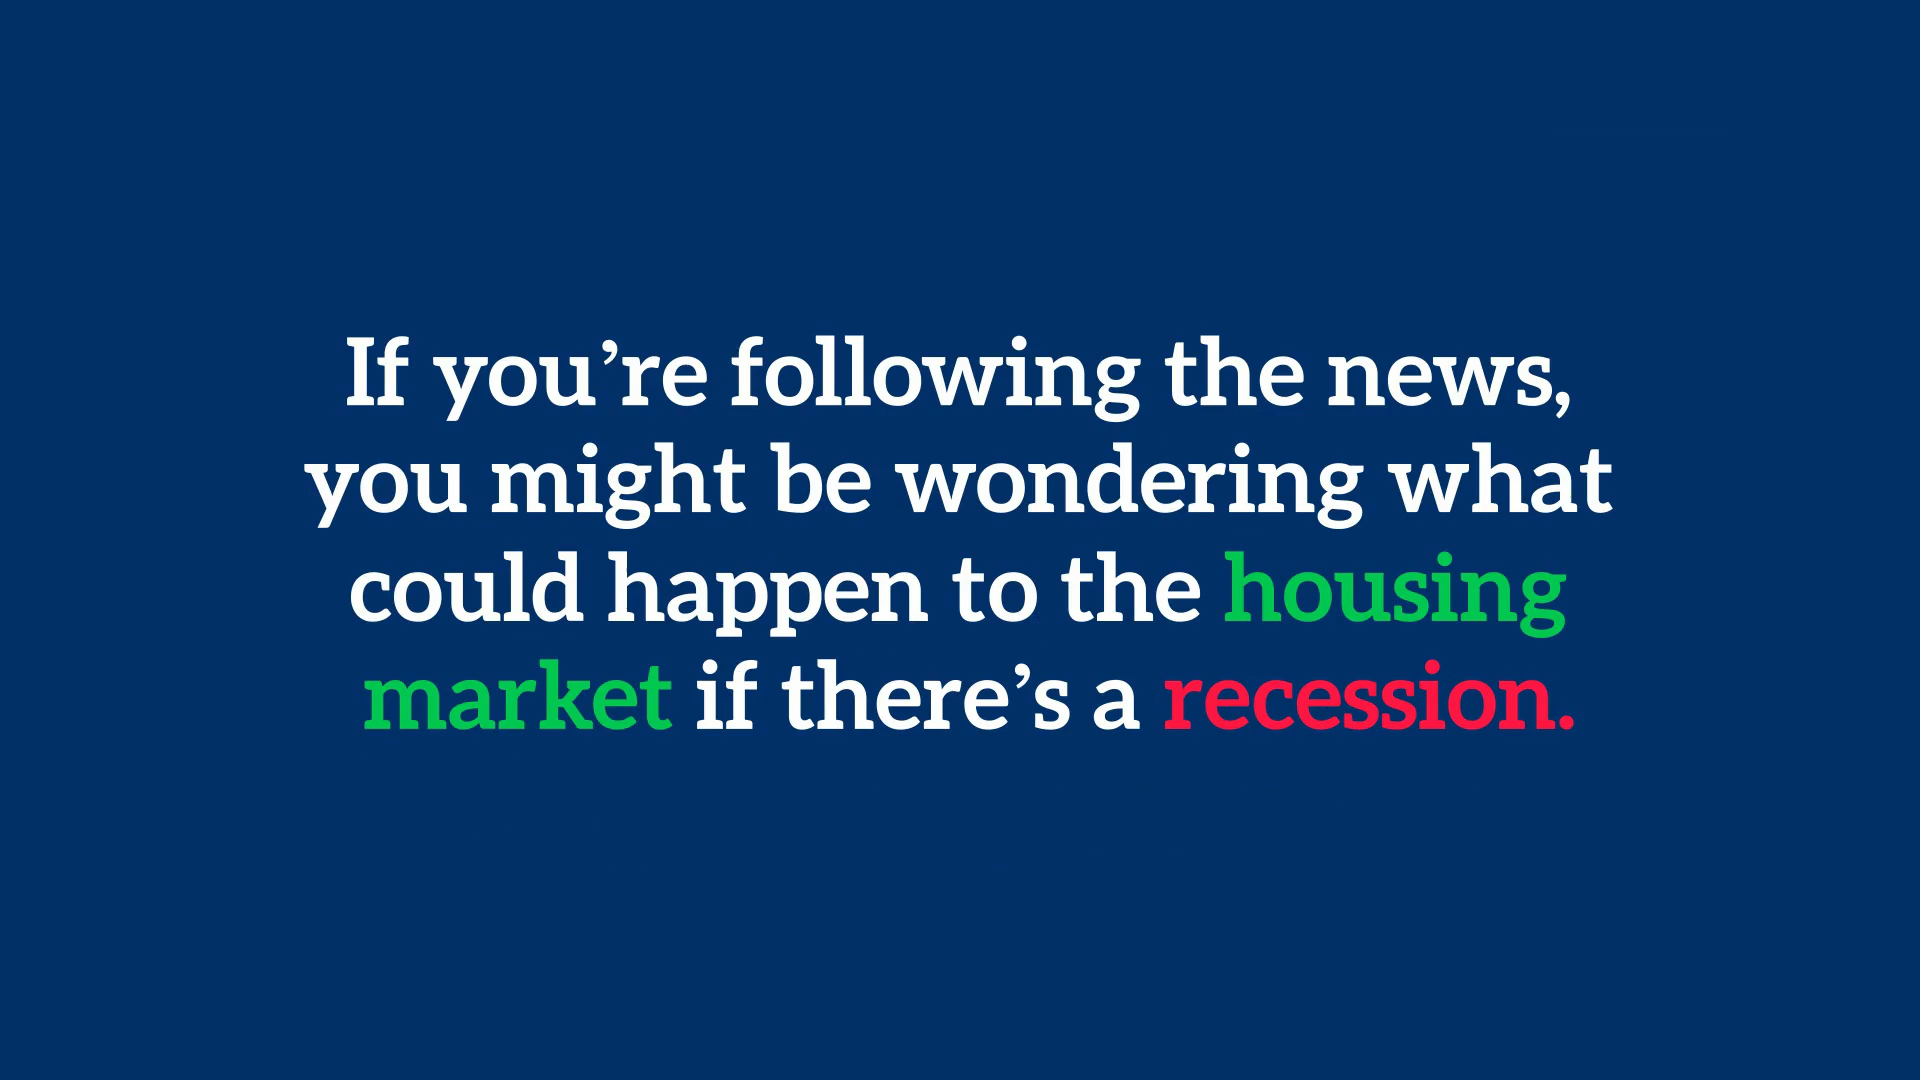 If you’re following the news,
you might be wondering what
could happen to the housing
market if there’s a recession.